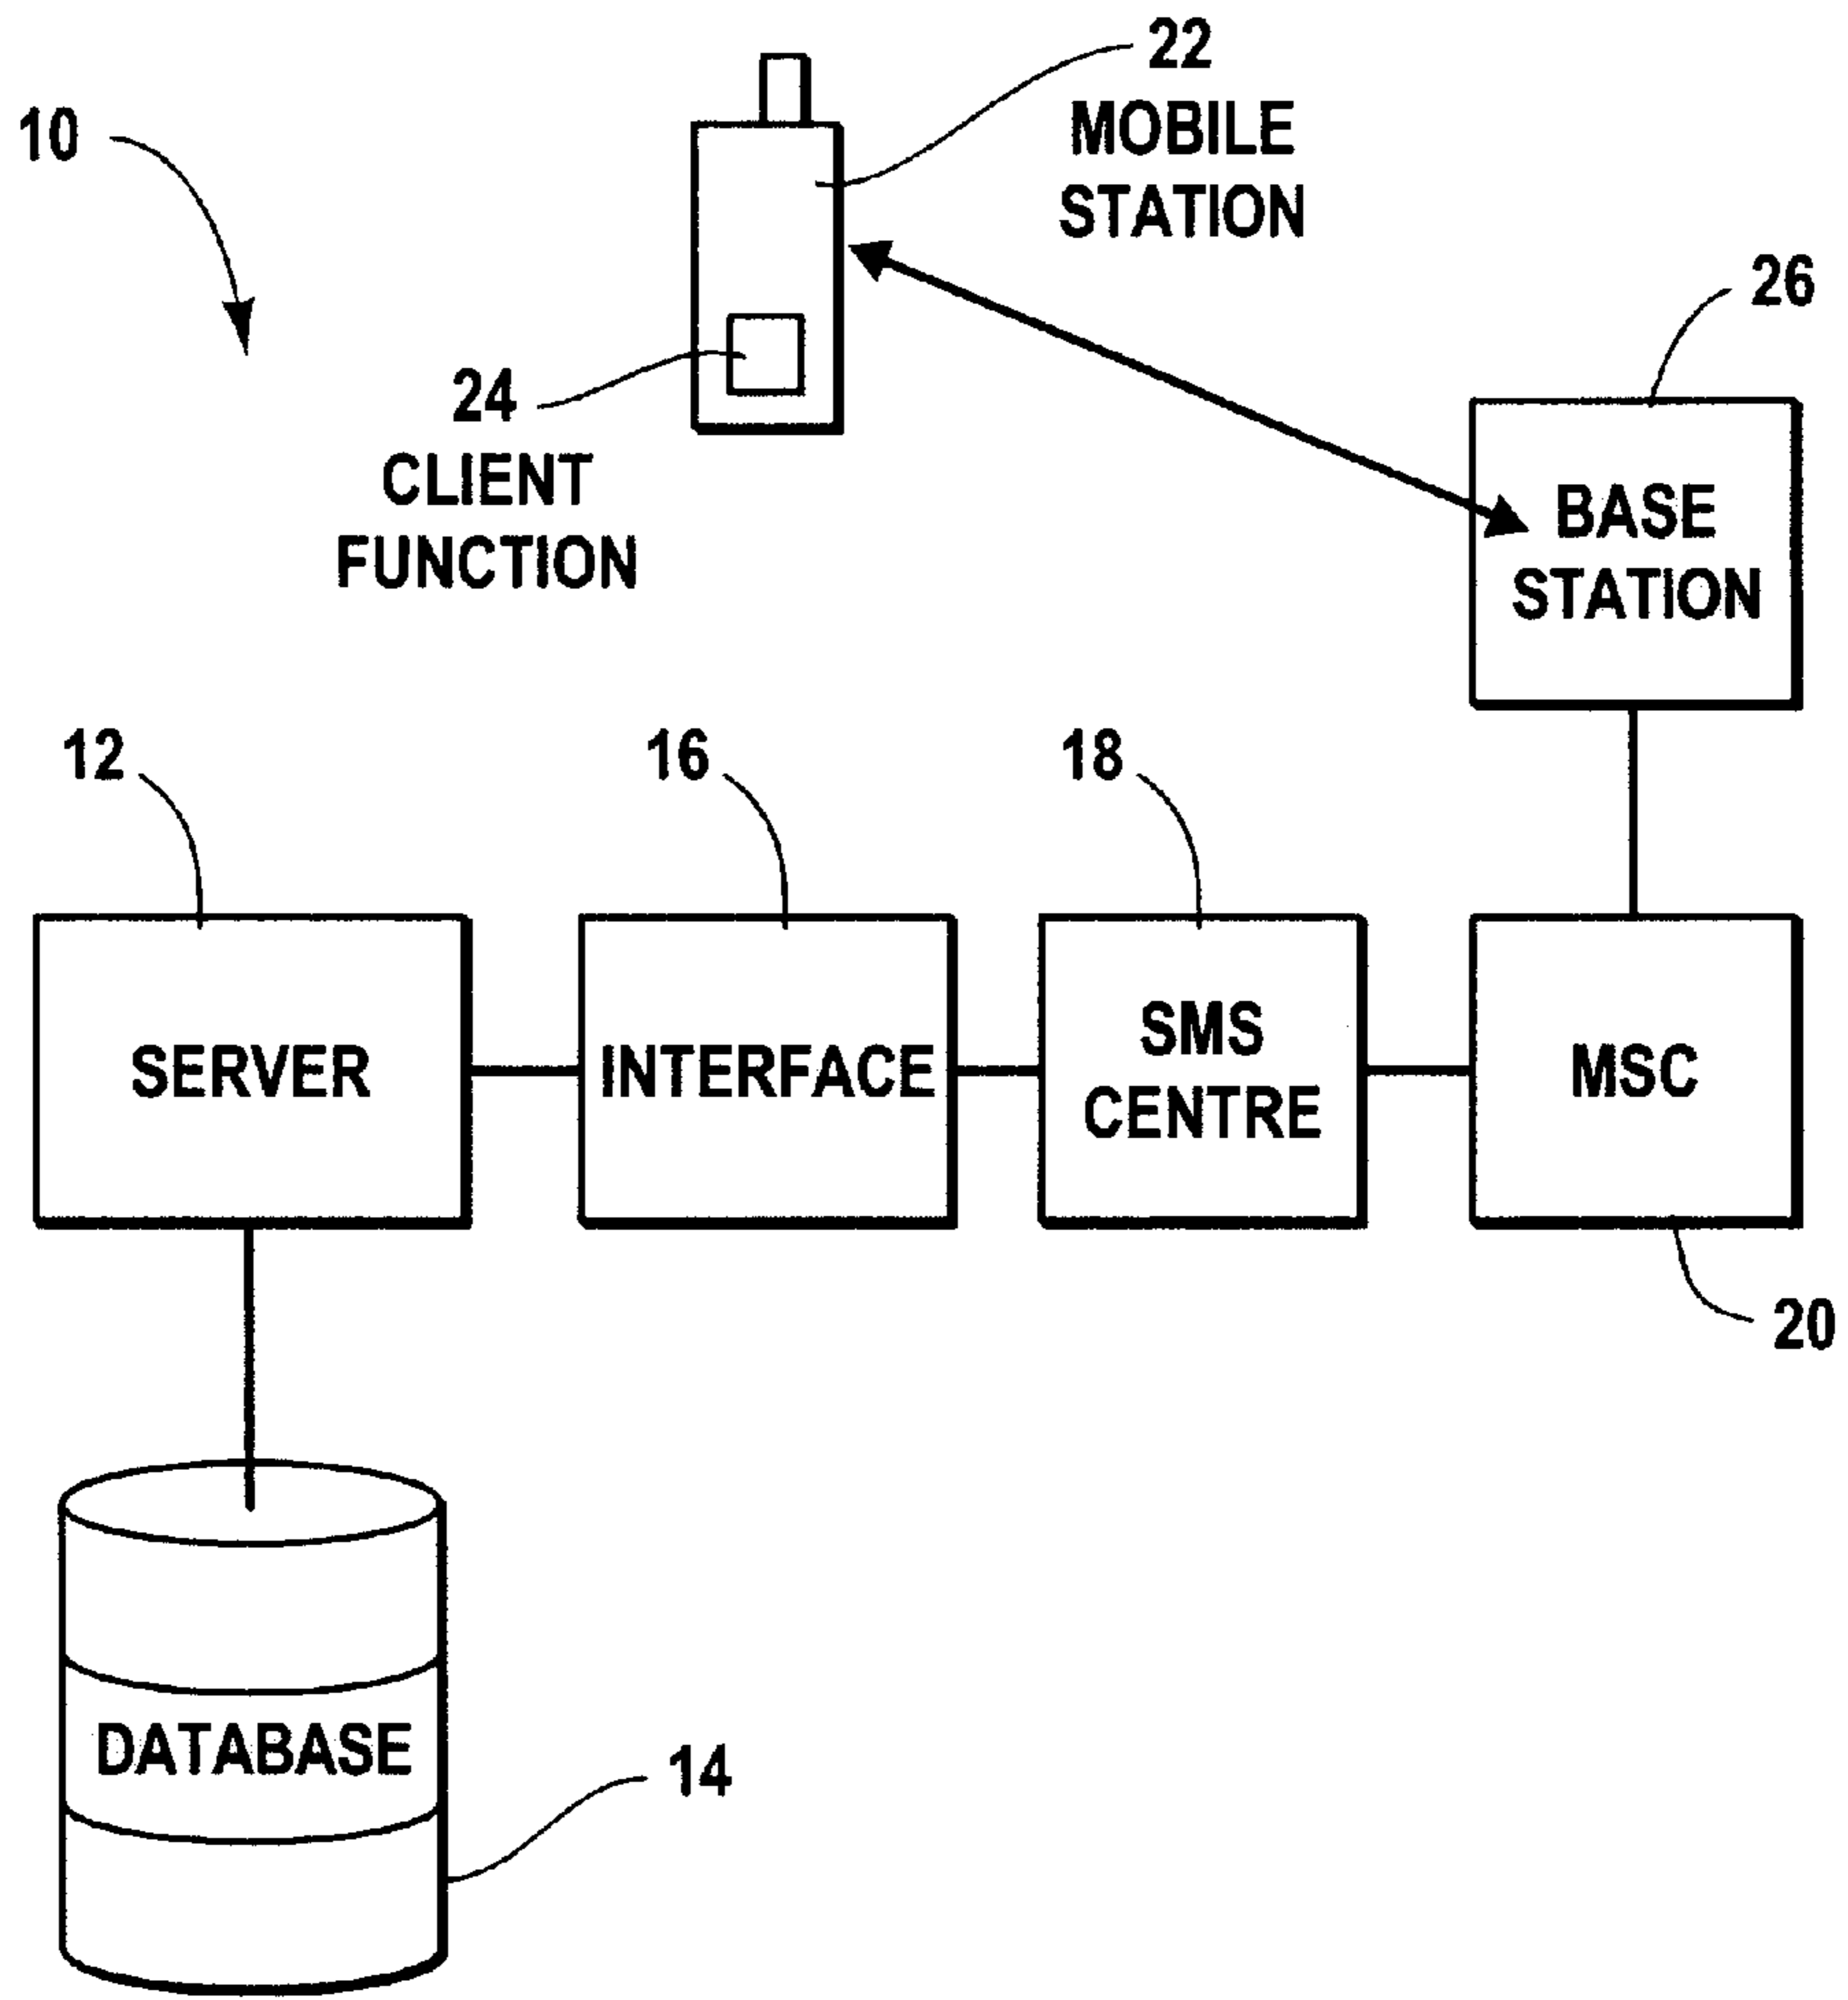 22
MOBILE
STATION
10
26
24
CLIENT
FUNCTION
BASE
STATION
12
16
18
SERVER
INTERFACE
SMS
CENTRE
MSC
20
DATABASE
14